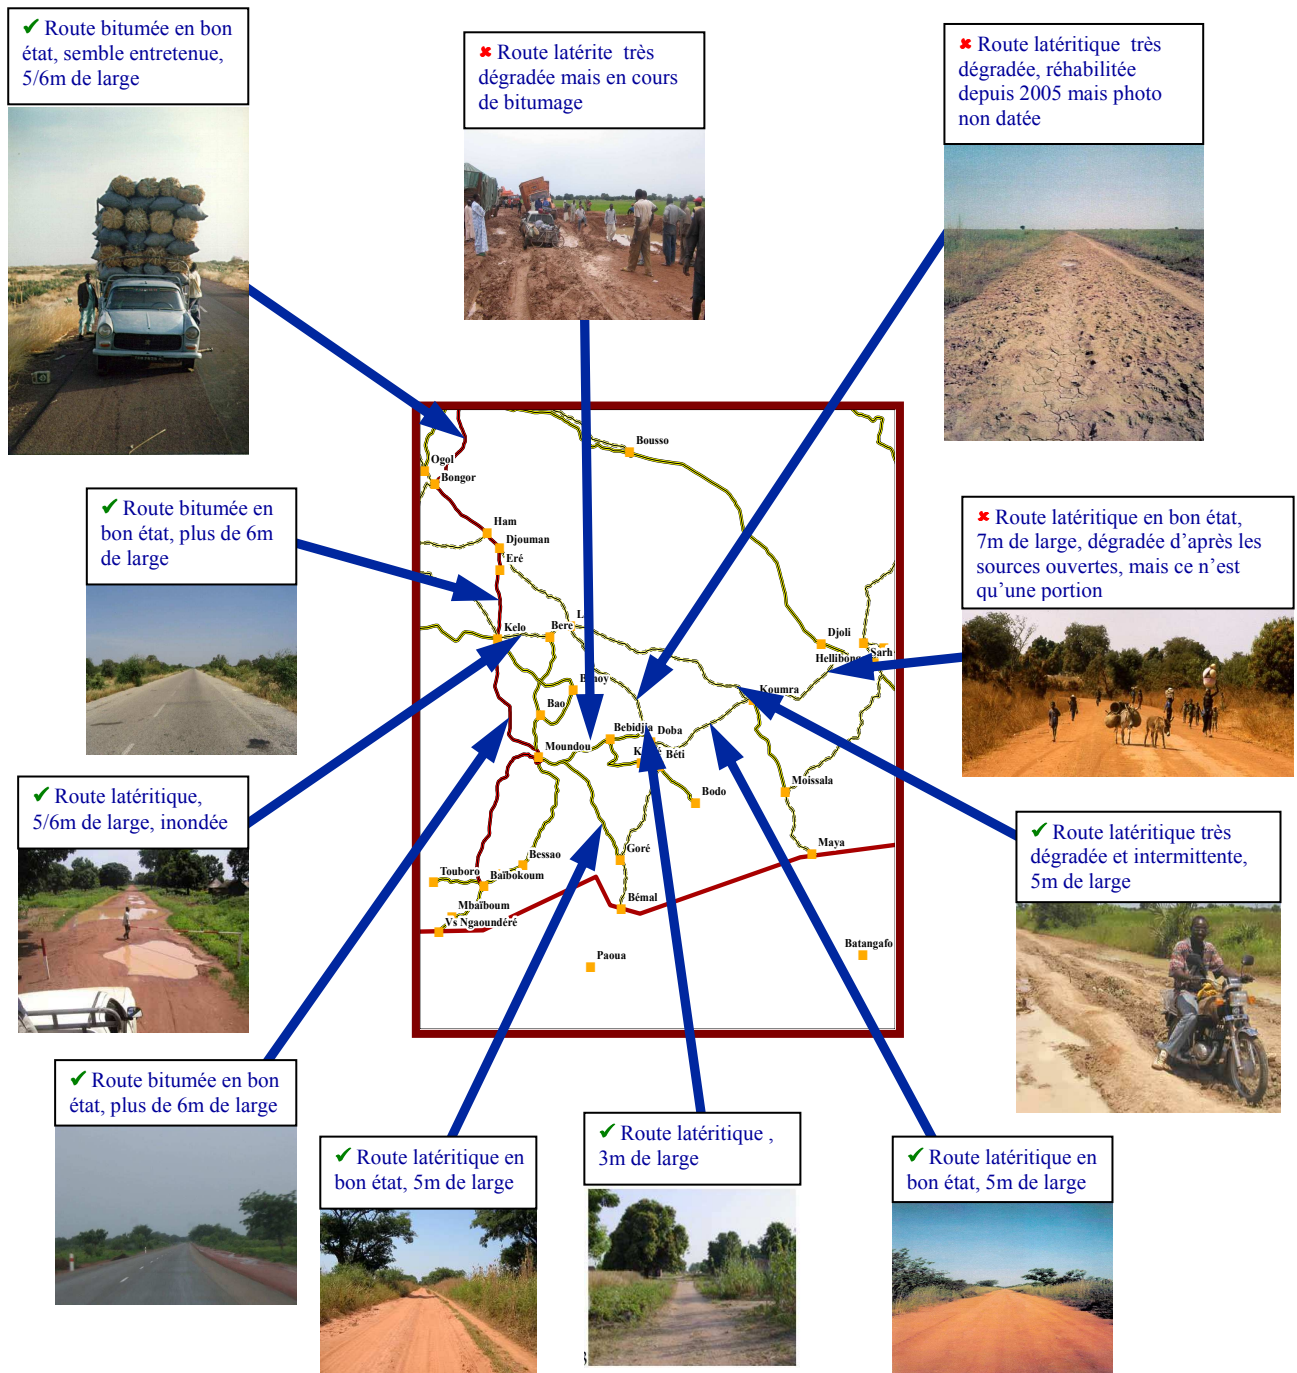 ✔ Route bitumée en bon
état, semble entretenue,
5/6m de large
✖ Route latérite très
dégradée mais en cours
de bitumage
✖ Route latéritique très
dégradée, réhabilitée
depuis 2005 mais photo
non datée
✔ Route bitumée en
bon état, plus de 6m
de large
✖ Route latéritique en bon état,
7m de large, dégradée d'après les
sources ouvertes, mais ce n'est
qu'une portion
✔ Route latéritique,
5/6m de large, inondée
✔ Route latéritique très
dégradée et intermittente,
5m de large
✔ Route bitumée en bon
état, plus de 6m de large
✔ Route latéritique en
bon état, 5m de large
✔ Route latéritique ,
3m de large
✔ Route latéritique en
bon état, 5m de large
Bousso
Ogol
Bongor
Ham
Djouman
Eré
Kelo
Bere
Djoli
Sarh
Koumra
Bao
Bebidjia
Doba
Moundou
Béti
Bodo
Moissala
Maya
Goré
Bessao
Touboro
Baïbokoum
Bémal
Mbaïboum
Vs Ngaoundéré
Paoua
Batangafo